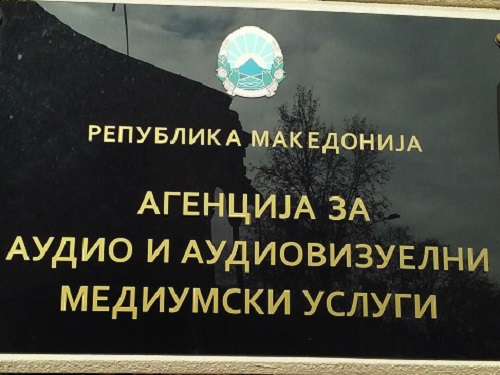 РЕПУБЛИКА МАКЕДОНИЈА
АГЕНЦИЈА ЗА
АУДИО И АУДИОВИЗУЕЛНИ
МЕДИУМСКИ УСЛУГИ